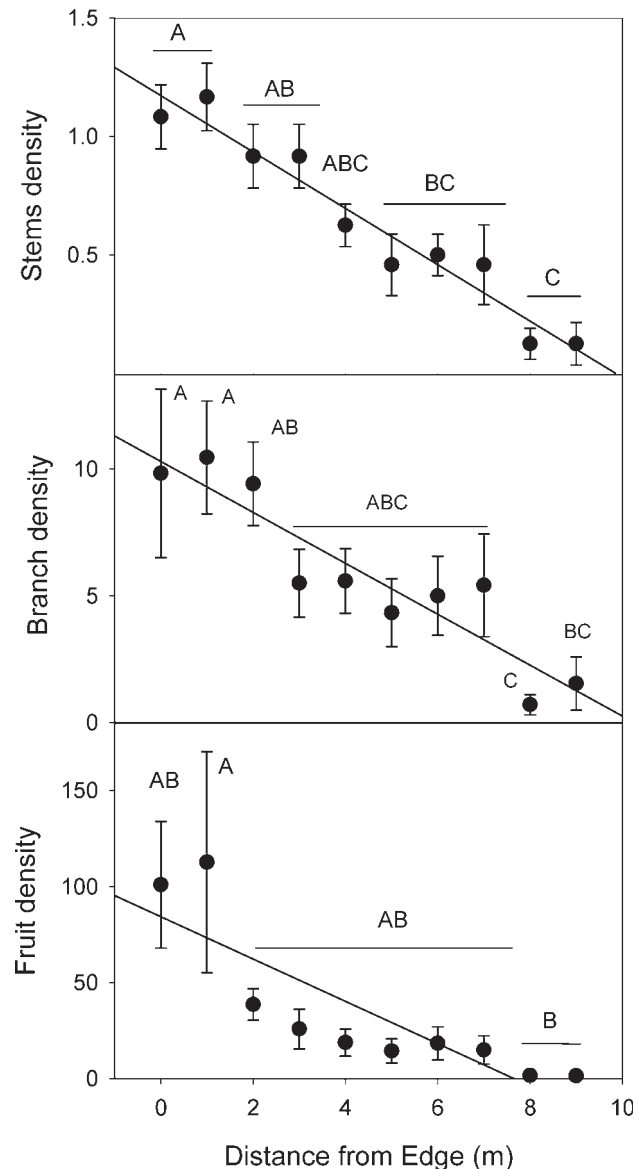 1.5
A
AB
1.0
ABC
BC
Stems density
0.5
C
A
A
AB
10
ABC
Branch density
5
BC
C
0
A
AB
150
100
AB
Fruit density
50
B
0
0 2 4 6 8 10
Distance from Edge (m)